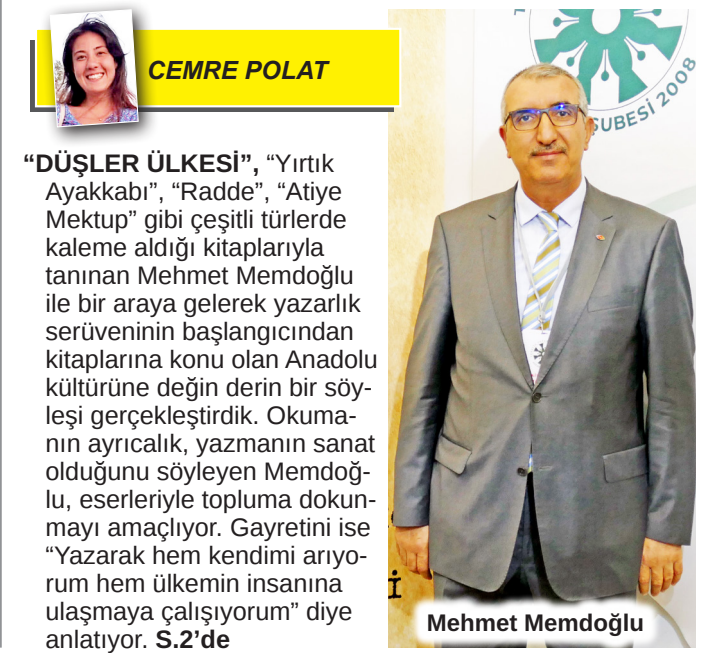 CEMRE POLAT
“DÜŞLER ÜLKESİ”, “Yırtık
Ayakkabı”, “Radde”, “Atiye
Mektup” gibi çeşitli türlerde
kaleme aldığı kitaplarıyla
tanınan Mehmet Memdoğlu
ile bir araya gelerek yazarlık
serüveninin başlangıcından
kitaplarına konu olan Anadolu
kültürüne değin derin bir söy-
leşi gerçekleştirdik. Okuma-
nın ayrıcalık, yazmanın sanat
olduğunu söyleyen Memdoğ-
lu, eserleriyle topluma dokun-
mayı amaçlıyor. Gayretini ise
“Yazarak hem kendimi arıyo-
rum hem ülkemin insanına
ulaşmaya çalışıyorum” diye
anlatıyor. S.2’de
ŞUBESİ 2008
Mehmet Memdoğlu